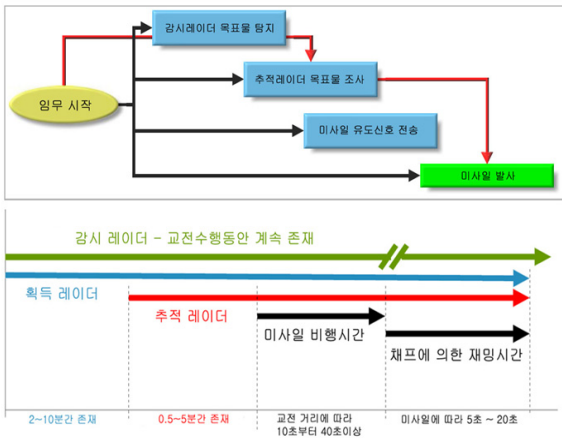 감시레이더 목표물 탐지
추적레이더 목표물 조사
임무 시작
미사일 유도신호 전송
미사일 발사
감시 레이더 - 교전수행동안 계속 존재
획득 레이더
추적 레이더
미사일 비행시간
채프에 의한 재밍시간
2~10분간 존재
0.5~5분간 존재
교전 거리에 따라
10초부터 40초이상
미사일에 따라 5초 ~ 20초